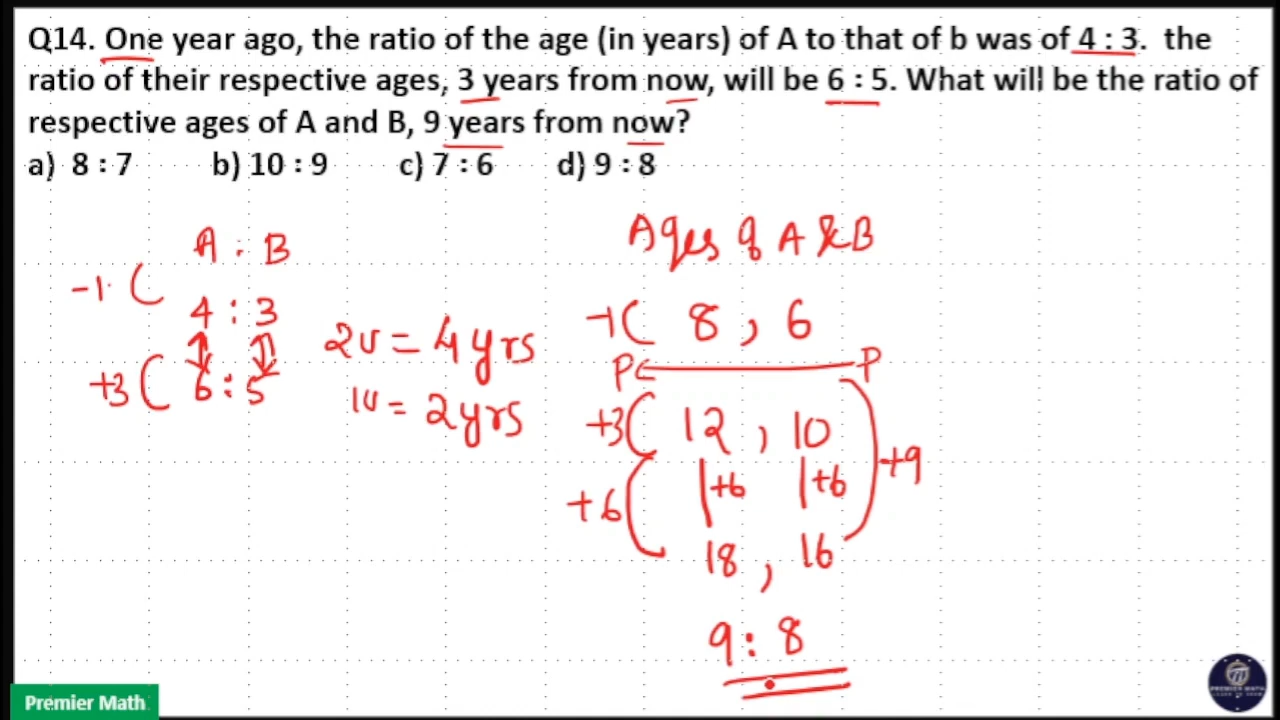 Q14. One year ago, the ratio of the age (in years) of A to that of b was of 4 : 3. the
ratio of their respective ages, 3 years from now, will be 6 : 5. What will be the ratio of
respective ages of A and B, 9 years from now?
a) 8 : 7 b) 10 : 9 c) 7 : 6 d) 9 : 8
A : B
-1 (
4 : 3
+3 ( 6 : 5
2u = 4 yrs
1u = 2 yrs
Ages of A & B
-1 ( 8 , 6
P P
+3 ( 12 , 10
+6 ( +6 +6 ) +9
18 , 16
9 : 8
Premier Math
PREMIER MATH